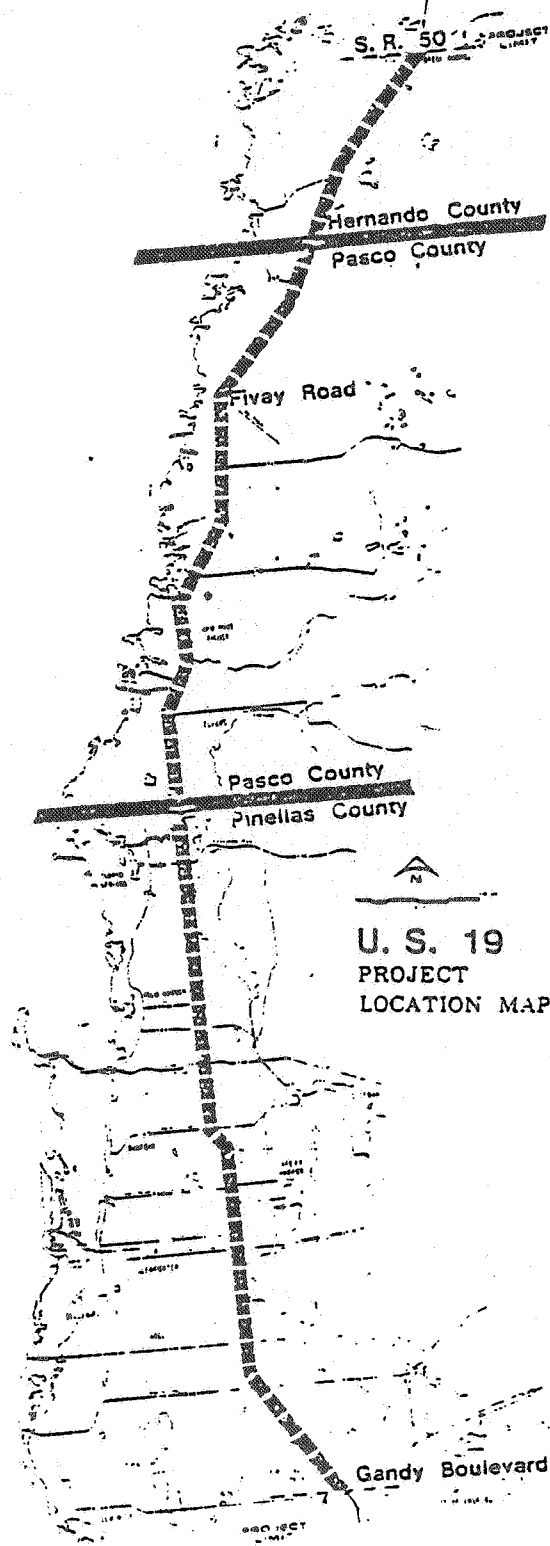 S. R. 50
PROJECT
LIMIT
Hernando County
Pasco County
Fivay Road
Pasco County
Pinellas County
N
U. S. 19
PROJECT
LOCATION MAP
Gandy Boulevard
PROJECT
LIMIT